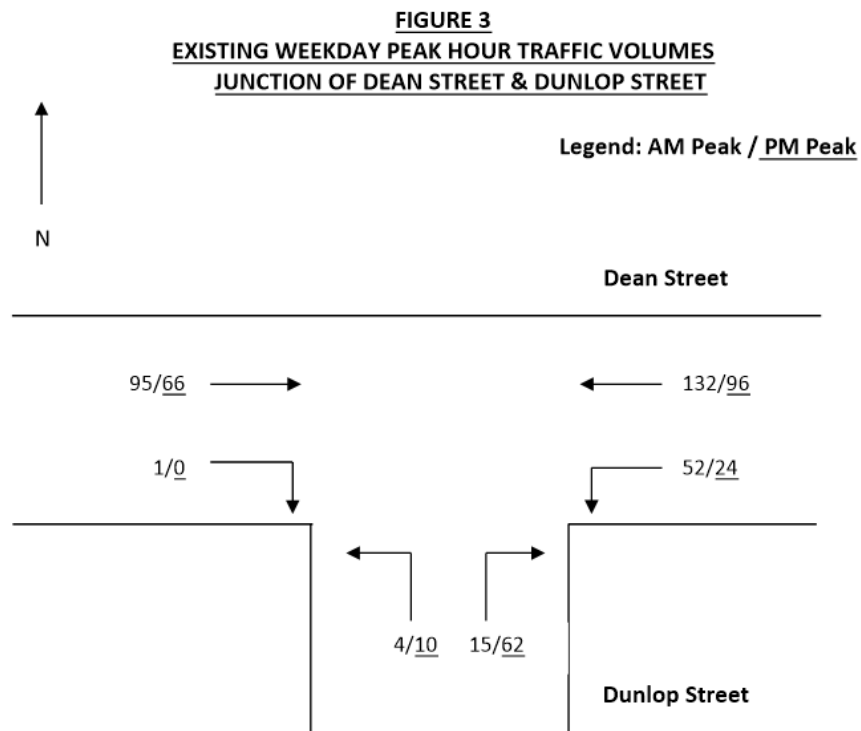 FIGURE 3
EXISTING WEEKDAY PEAK HOUR TRAFFIC VOLUMES
JUNCTION OF DEAN STREET & DUNLOP STREET
Legend: AM Peak / PM Peak
N
Dean Street
95/66
132/96
1/0
52/24
4/10
15/62
Dunlop Street